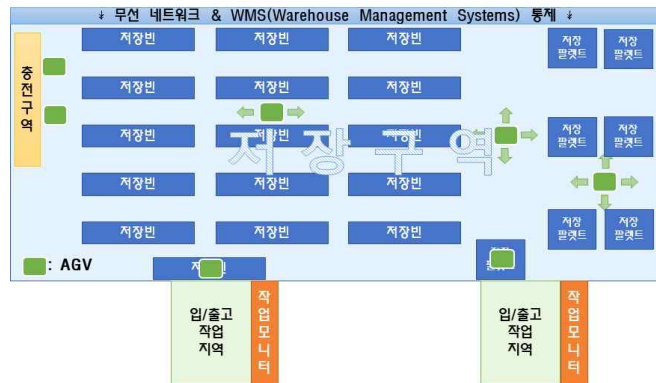 ↓ 무선 네트워크 & WMS(Warehouse Management Systems) 통제 ↓
충전구역
저장빈 저장빈 저장빈
저장빈 저장빈 저장빈
저장빈 저장빈 저장빈
저장빈 저장빈 저장빈
저장빈 저장빈 저장빈
저장구역
저장
팔렛트
저장
팔렛트
저장
팔렛트
저장
팔렛트
저장
팔렛트
저장
팔렛트
: AGV
입/출고
작업
지역
작업모니터
입/출고
작업
지역
작업모니터